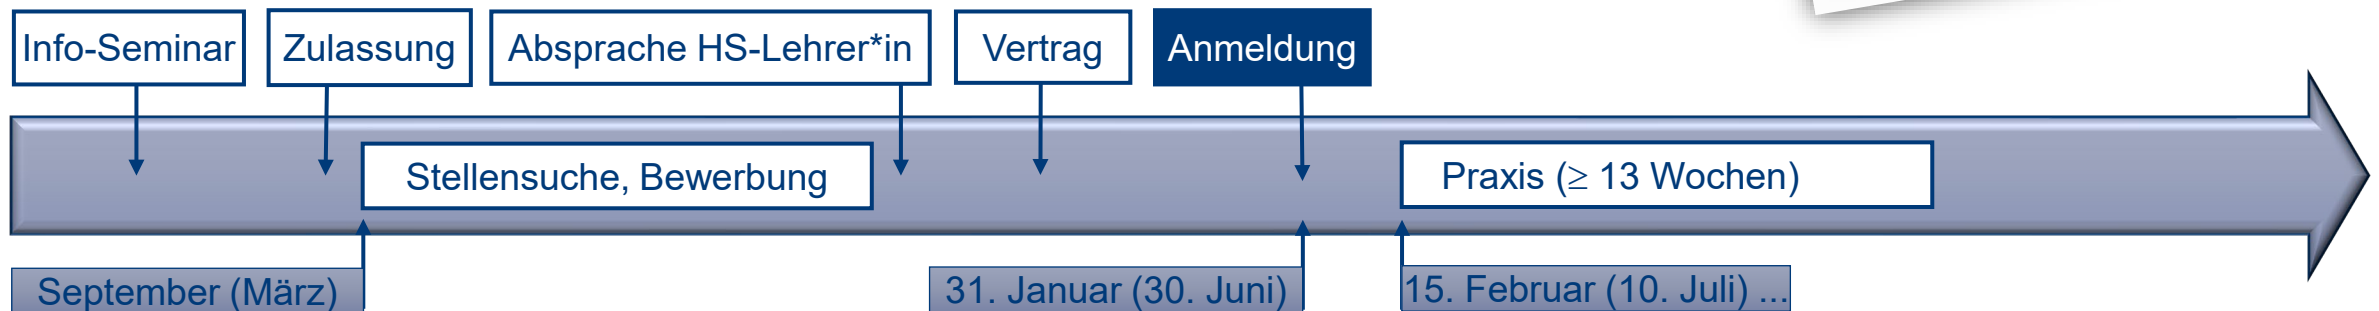 Info-Seminar
Zulassung
Absprache HS-Lehrer*in
Vertrag
Anmeldung
Stellensuche, Bewerbung
Praxis (≥ 13 Wochen)
September (März)
31. Januar (30. Juni)
15. Februar (10. Juli) ...